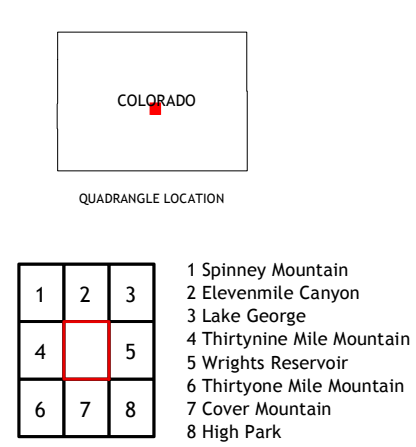 COLORADO
QUADRANGLE LOCATION
1 2 3
4 5
6 7 8
1 Spinney Mountain
2 Elevenmile Canyon
3 Lake George
4 Thirtynine Mile Mountain
5 Wrights Reservoir
6 Thirtyone Mile Mountain
7 Cover Mountain
8 High Park